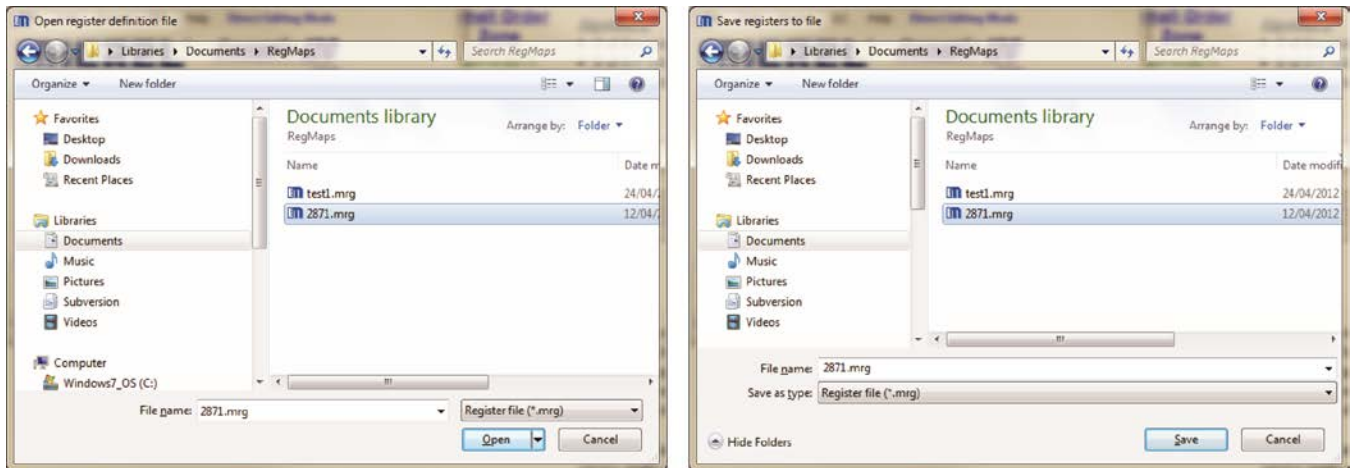 Open register definition file
Libraries ▸ Documents ▸ RegMaps
Search RegMaps
Organize
New folder
Favorites
Desktop
Downloads
Recent Places
Libraries
Documents
Music
Pictures
Subversion
Videos
Computer
Windows7_OS (C:)
Documents library
RegMaps
Arrange by: Folder
Name
Date m
test1.mrg
24/04/2
2871.mrg
12/04/2
File name: 2871.mrg
Register file (*.mrg)
Open
Cancel
Save registers to file
Libraries ▸ Documents ▸ RegMaps
Search RegMaps
Organize
New folder
Favorites
Desktop
Downloads
Recent Places
Libraries
Documents
Music
Pictures
Subversion
Videos
Documents library
RegMaps
Arrange by: Folder
Name
Date modifi
test1.mrg
24/04/2012
2871.mrg
12/04/2012
File name: 2871.mrg
Save as type: Register file (*.mrg)
Hide Folders
Save
Cancel